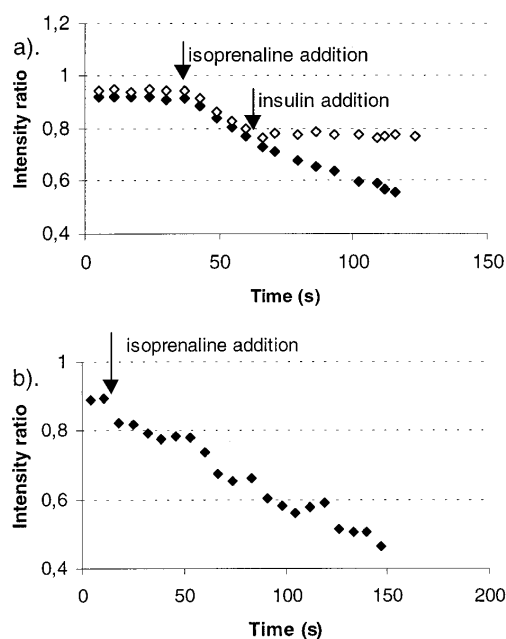 a).
1,2
1
0,8
0,6
0,4
Intensity ratio
isoprenaline addition
insulin addition
0
50
100
150
Time (s)
b).
1
0,8
0,6
0,4
Intensity ratio
isoprenaline addition
0
50
100
150
200
Time (s)